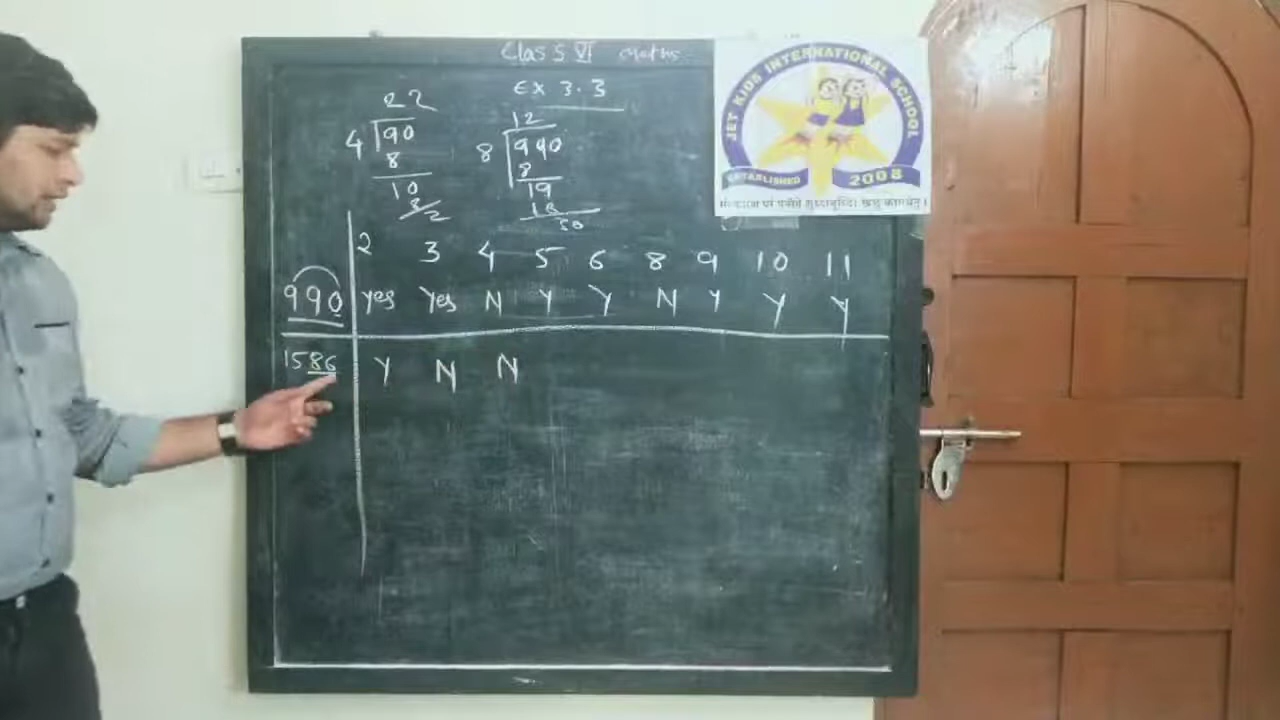 Class VI Maths
Ex 3.3
22
4 90
8
10
8
2
12
8 990
8
19
16
30
2 3 4 5 6 8 9 10 11
990 Yes Yes N Y Y N Y Y Y
1586 Y N N
JET KIDS INTERNATIONAL SCHOOL
ESTABLISHED 2008